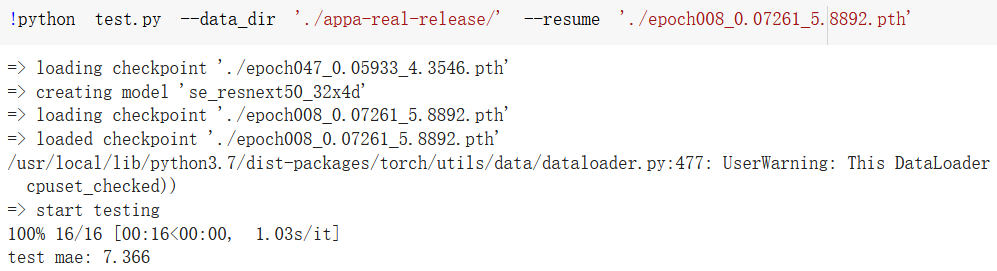 !python test.py --data_dir './appa-real-release/' --resume './epoch008_0.07261_5.8892.pth'
=> loading checkpoint './epoch047_0.05933_4.3546.pth'
=> creating model 'se_resnext50_32x4d'
=> loading checkpoint './epoch008_0.07261_5.8892.pth'
=> loaded checkpoint './epoch008_0.07261_5.8892.pth'
/usr/local/lib/python3.7/dist-packages/torch/utils/data/dataloader.py:477: UserWarning: This DataLoader
cpuset_checked))
=> start testing
100% 16/16 [00:16<00:00, 1.03s/it]
test mae: 7.366